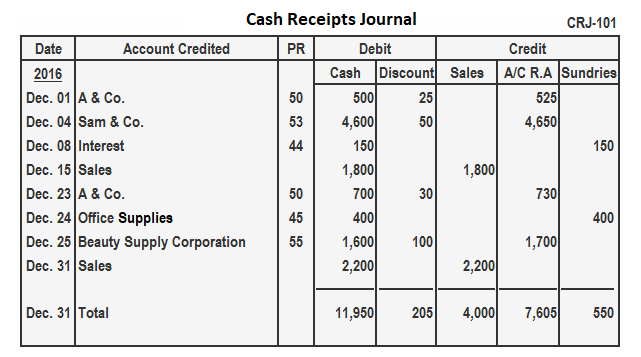 Cash Receipts Journal
CRJ-101
Date Account Credited PR Debit Credit
2016 Cash Discount Sales A/C R.A Sundries
Dec. 01 A & Co. 50 500 25 525
Dec. 04 Sam & Co. 53 4,600 50 4,650
Dec. 08 Interest 44 150 150
Dec. 15 Sales 1,800 1,800
Dec. 23 A & Co. 50 700 30 730
Dec. 24 Office Supplies 45 400 400
Dec. 25 Beauty Supply Corporation 55 1,600 100 1,700
Dec. 31 Sales 2,200 2,200
Dec. 31 Total 11,950 205 4,000 7,605 550